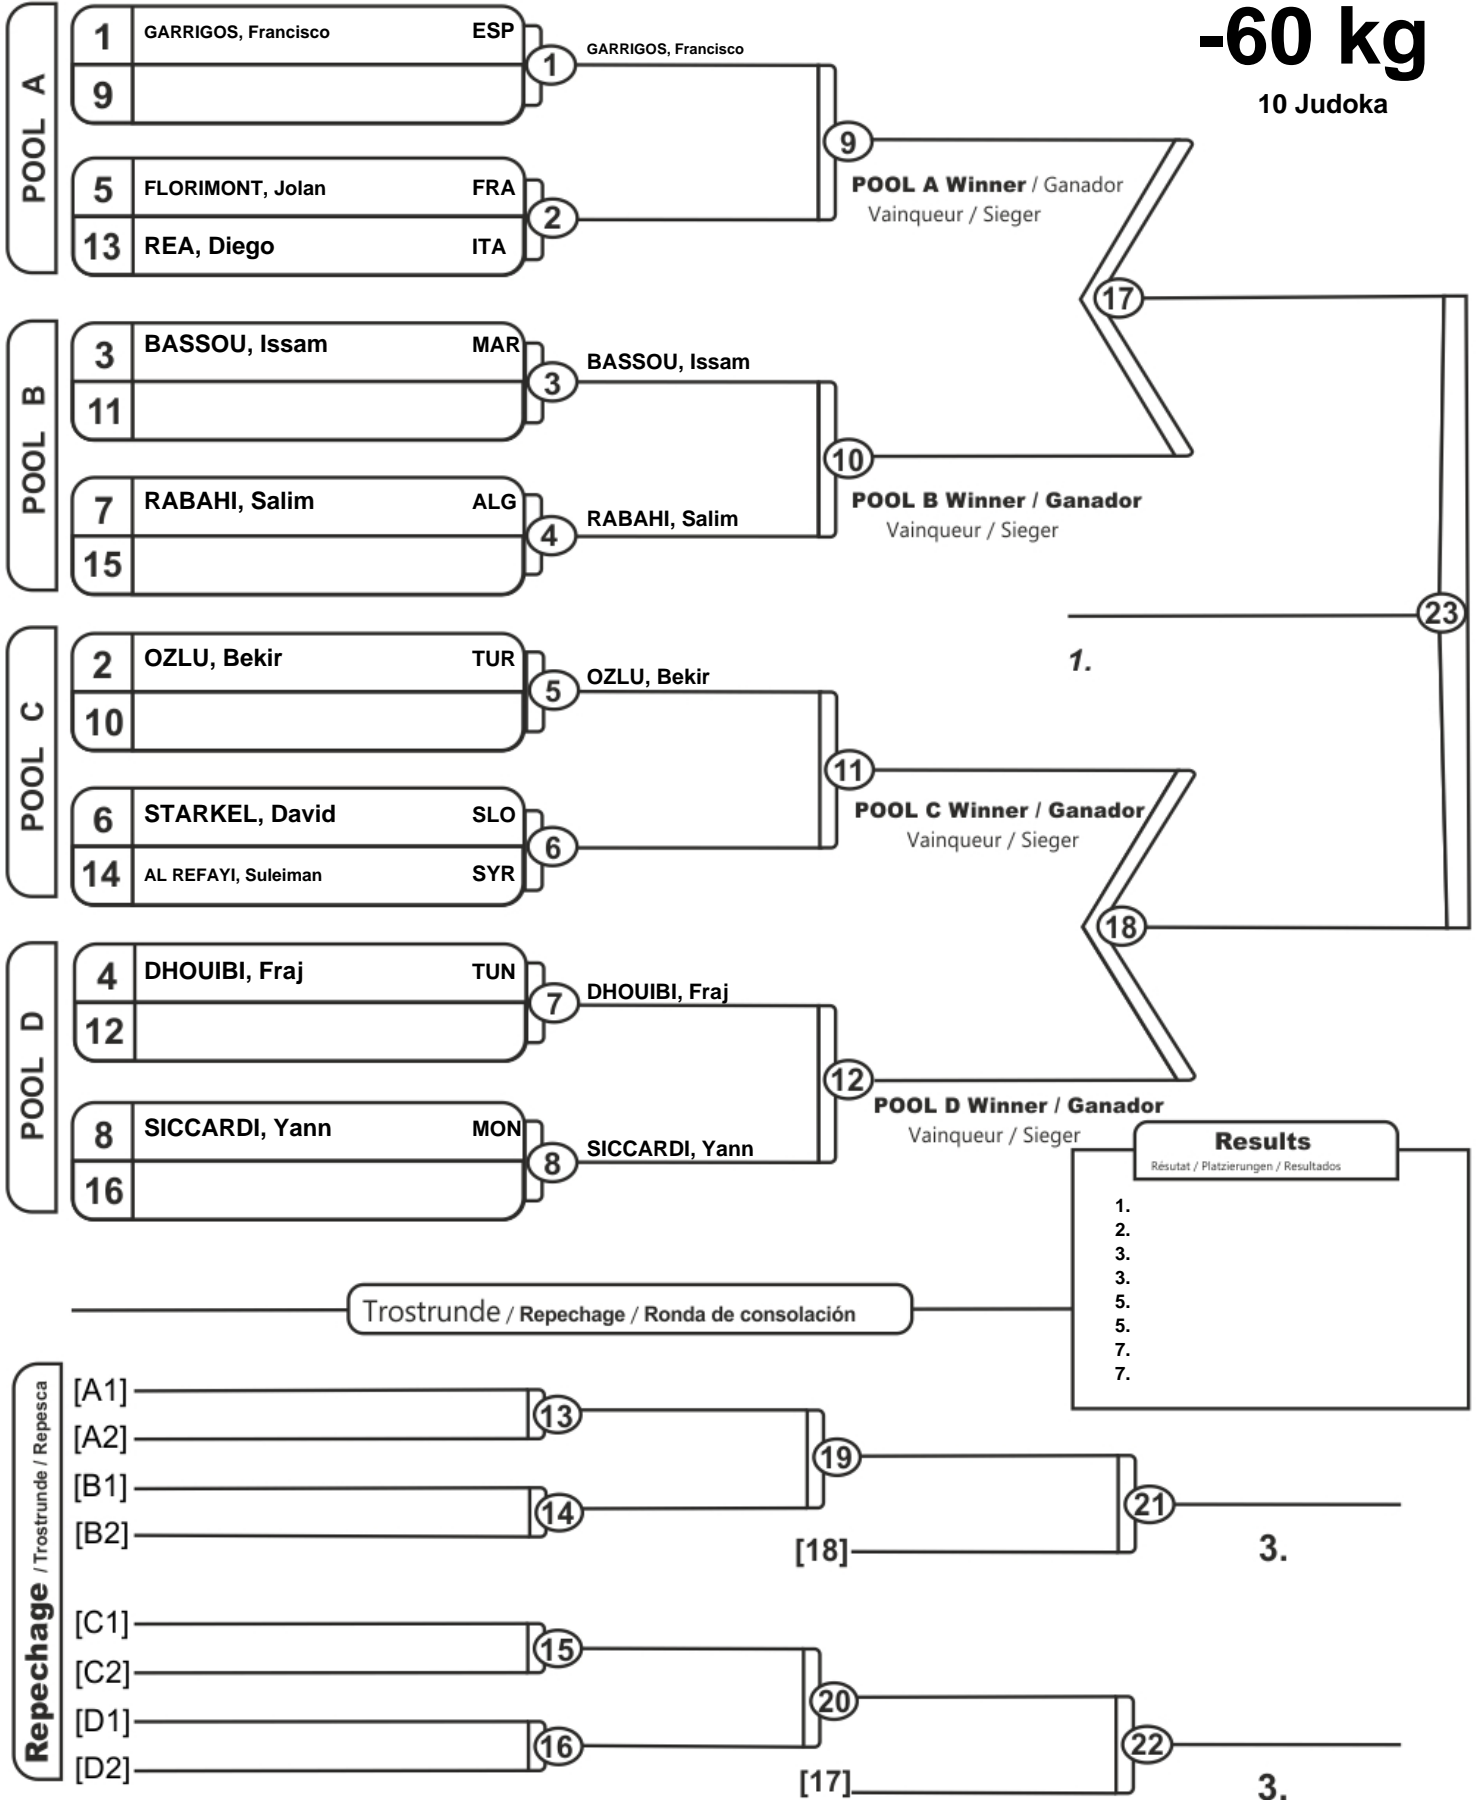 -60 kg
10 Judoka
POOL A
1 GARRIGOS, Francisco ESP
9
1 GARRIGOS, Francisco
5 FLORIMONT, Jolan FRA
13 REA, Diego ITA
2
9
POOL A Winner / Ganador
Vainqueur / Sieger
17
POOL B
3 BASSOU, Issam MAR
11
3 BASSOU, Issam
7 RABAHI, Salim ALG
15
4 RABAHI, Salim
10
POOL B Winner / Ganador
Vainqueur / Sieger
23
1.
POOL C
2 OZLU, Bekir TUR
10
5 OZLU, Bekir
6 STARKEL, David SLO
14 AL REFAYI, Suleiman SYR
6
11
POOL C Winner / Ganador
Vainqueur / Sieger
18
POOL D
4 DHOUIBI, Fraj TUN
12
7 DHOUIBI, Fraj
8 SICCARDI, Yann MON
16
8 SICCARDI, Yann
12
POOL D Winner / Ganador
Vainqueur / Sieger
Results
Résutat / Platzierungen / Resultados
1.
2.
3.
3.
5.
5.
7.
7.
Trostrunde / Repechage / Ronda de consolación
Repechage / Trostrunde / Repesca
[A1]
[A2]
13
[B1]
[B2]
14
19
[18]
21
3.
[C1]
[C2]
15
[D1]
[D2]
16
20
[17]
22
3.